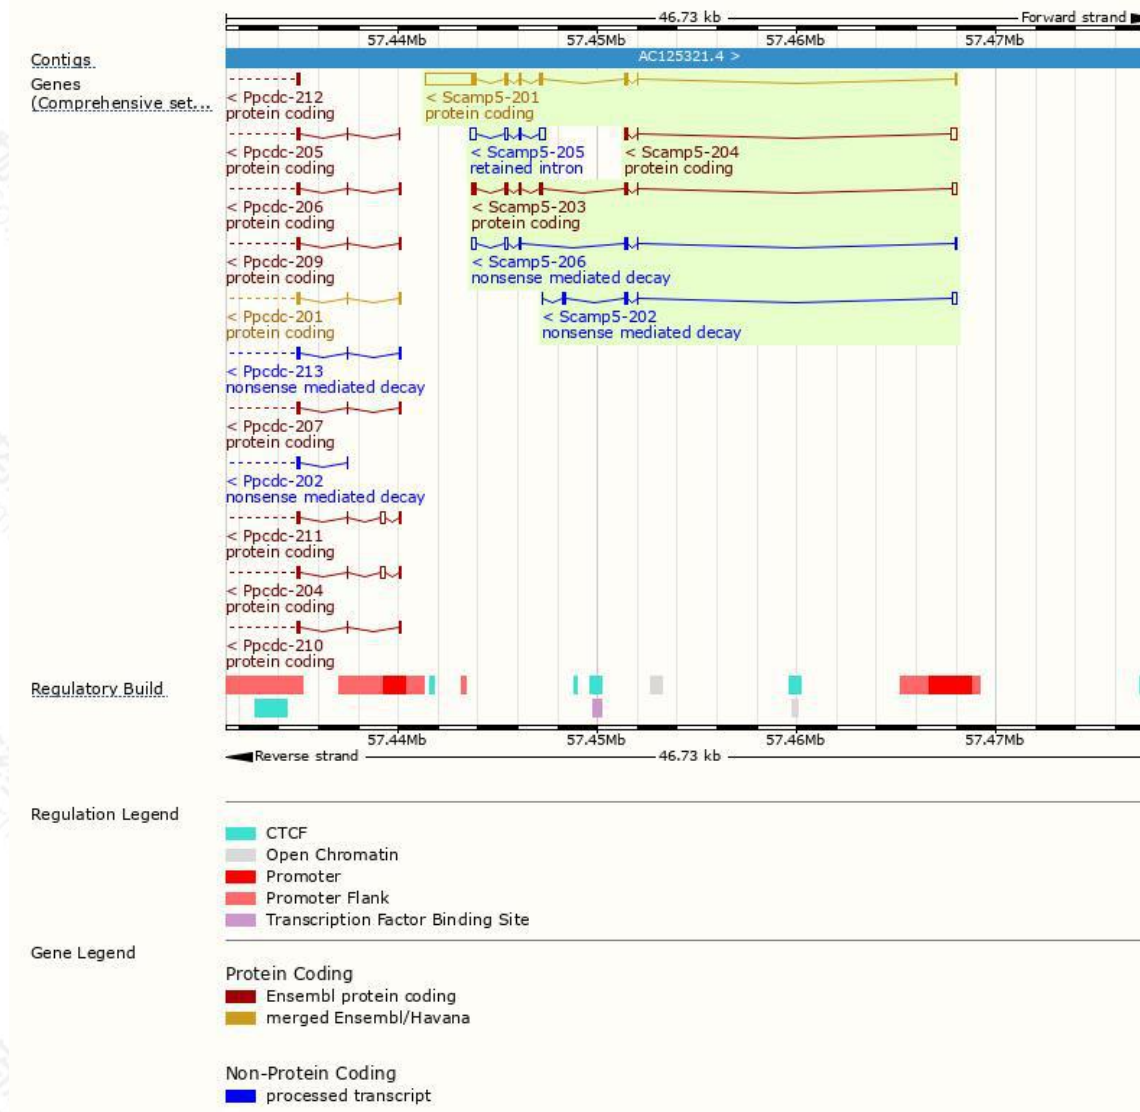 46.73 kb Forward strand
57.44Mb 57.45Mb 57.46Mb 57.47Mb
Contigs AC125321.4 >
Genes
(Comprehensive set...
< Ppcdc-212 < Scamp5-201
protein coding protein coding
< Ppcdc-205 < Scamp5-205 < Scamp5-204
protein coding retained intron protein coding
< Ppcdc-206 < Scamp5-203
protein coding protein coding
< Ppcdc-209 < Scamp5-206
protein coding nonsense mediated decay
< Ppcdc-201 < Scamp5-202
protein coding nonsense mediated decay
< Ppcdc-213
nonsense mediated decay
< Ppcdc-207
protein coding
< Ppcdc-202
nonsense mediated decay
< Ppcdc-211
protein coding
< Ppcdc-204
protein coding
< Ppcdc-210
protein coding
Regulatory Build
57.44Mb 57.45Mb 57.46Mb 57.47Mb
Reverse strand 46.73 kb
Regulation Legend
CTCF
Open Chromatin
Promoter
Promoter Flank
Transcription Factor Binding Site
Gene Legend
Protein Coding
Ensembl protein coding
merged Ensembl/Havana
Non-Protein Coding
processed transcript